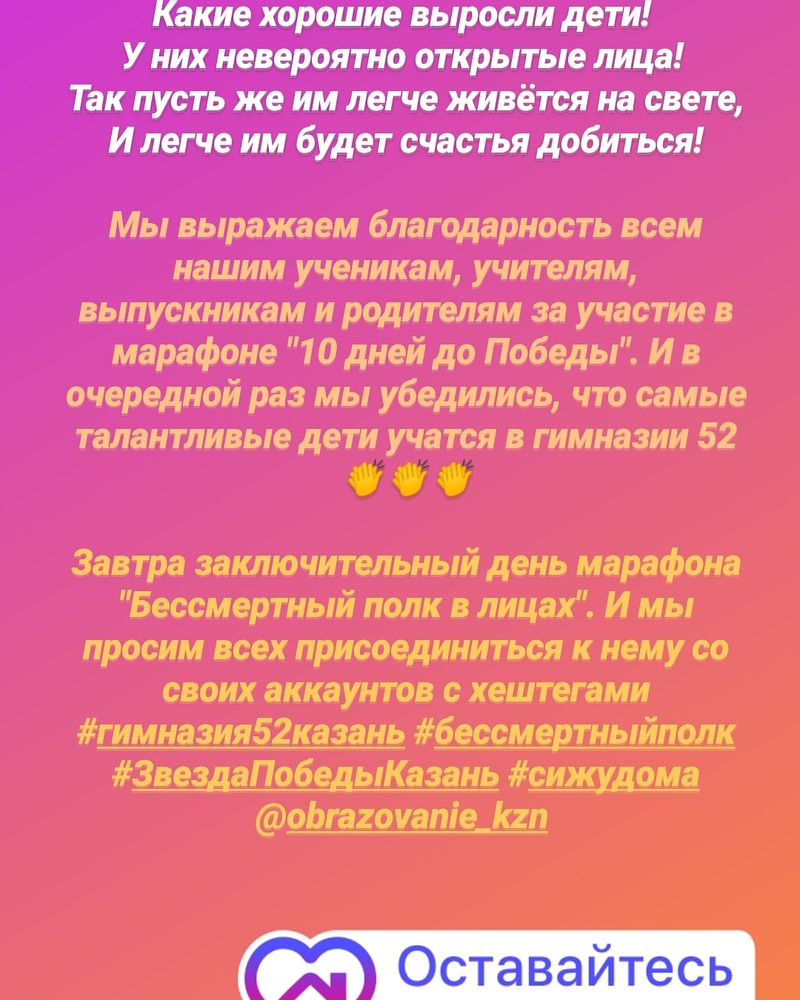 Какие хорошие выросли дети!
У них невероятно открытые лица!
Так пусть же им легче живётся на свете,
И легче им будет счастья добиться!
Мы выражаем благодарность всем
нашим ученикам, учителям,
выпускникам и родителям за участие в
марафоне "10 дней до Победы". И в
очередной раз мы убедились, что самые
талантливые дети учатся в гимназии 52
👏👏👏
Завтра заключительный день марафона
"Бессмертный полк в лицах". И мы
просим всех присоединиться к нему со
своих аккаунтов с хештегами
#гимназия52казань #бессмертныйполк
#ЗвездаПобедыКазань #сижудома
@obrazovanie_kzn
Оставайтесь